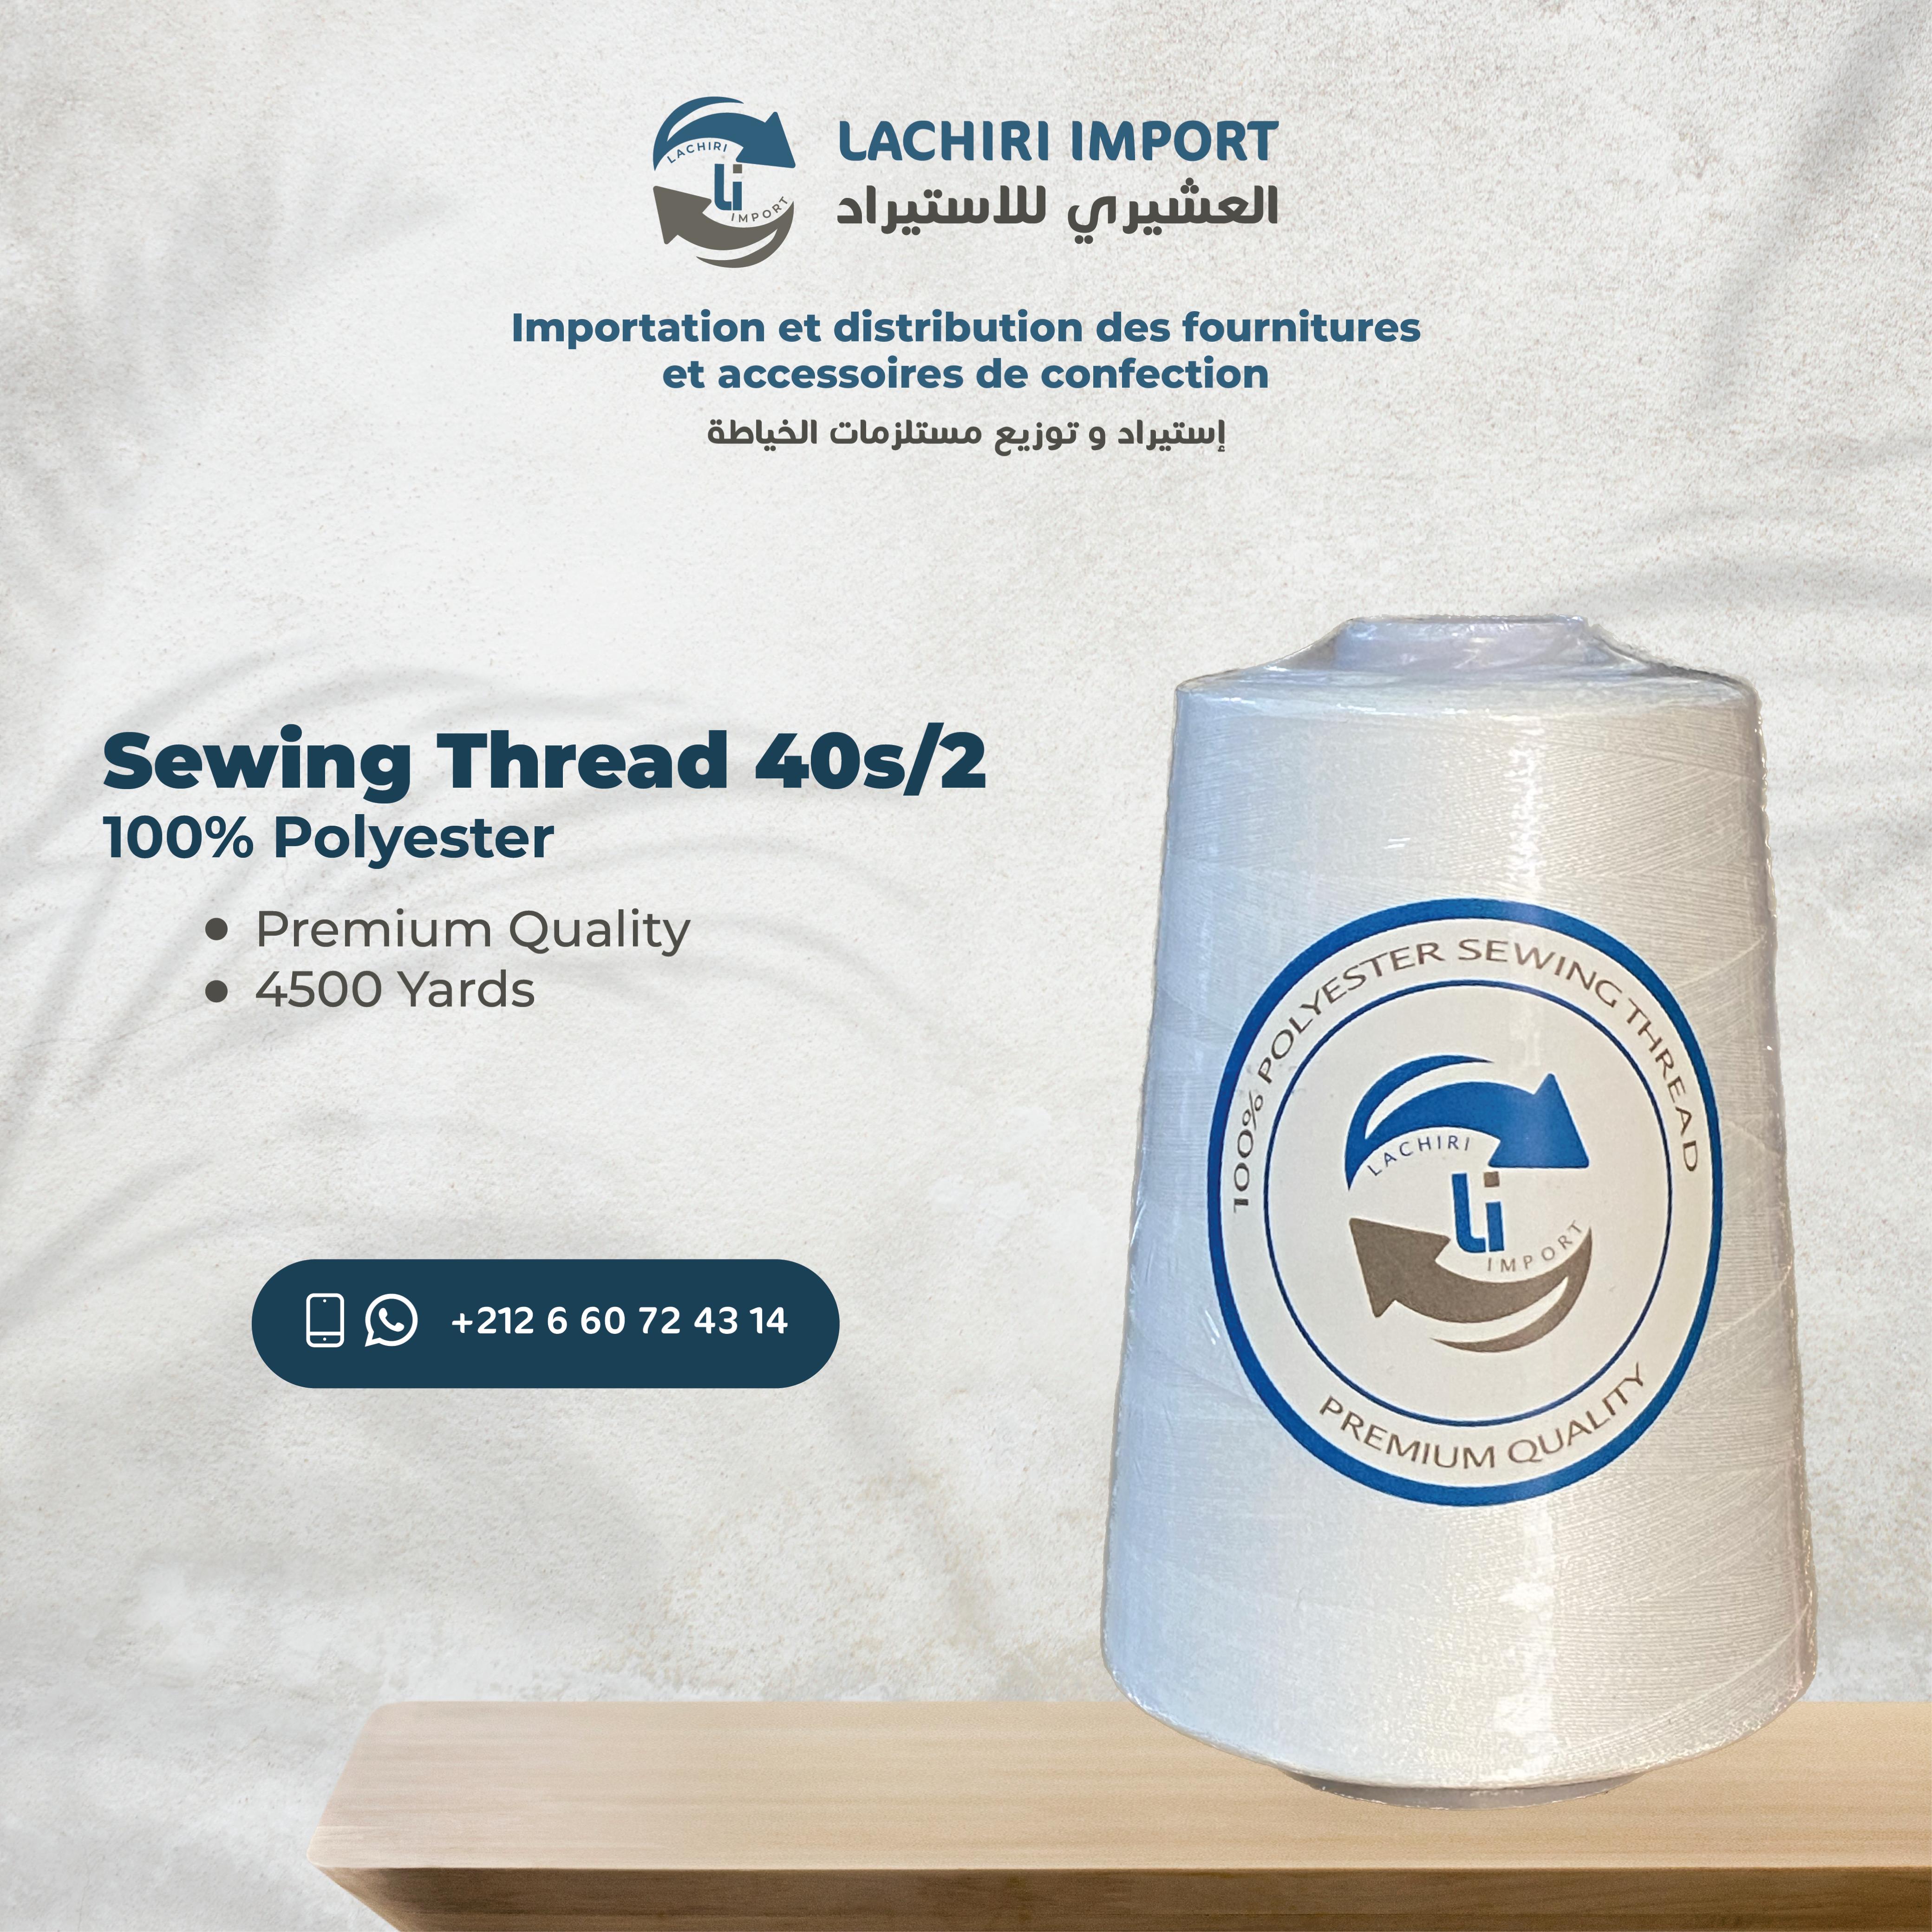 LACHIRI
Li
IMPORT
LACHIRI IMPORT
العشيري للاستيراد
Importation et distribution des fournitures
et accessoires de confection
إستيراد و توزيع مستلزمات الخياطة
Sewing Thread 40s/2
100% Polyester
● Premium Quality
● 4500 Yards
+212 6 60 72 43 14
100% POLYESTER SEWING THREAD
LACHIRI
Li
IMPORT
PREMIUM QUALITY